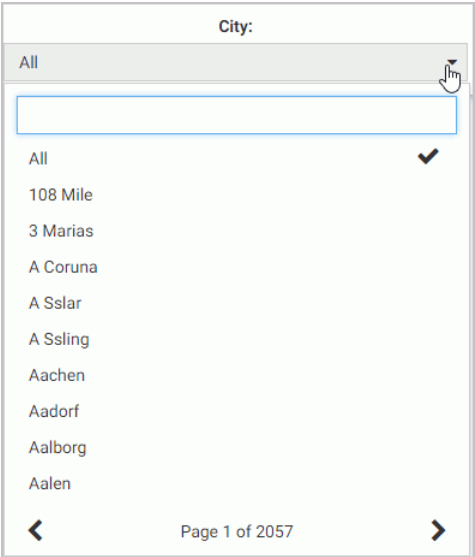 City:
All
All
108 Mile
3 Marias
A Coruna
A Sslar
A Ssling
Aachen
Aadorf
Aalborg
Aalen
Page 1 of 2057